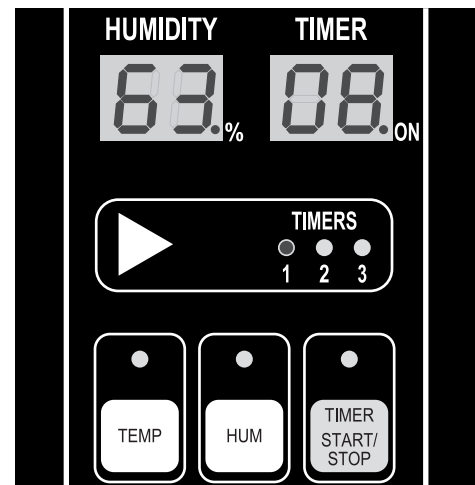 HUMIDITY TIMER
63.% 08.ON
TIMERS
1 2 3
TEMP HUM TIMER
START/
STOP